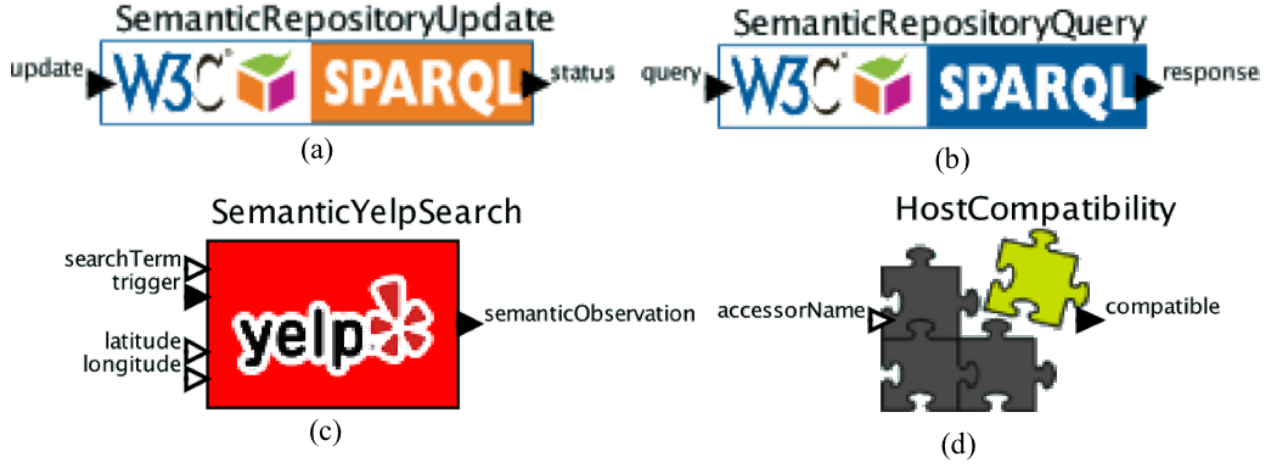 SemanticRepositoryUpdate
update
W3C SPARQL
status
(a)
SemanticRepositoryQuery
query
W3C SPARQL
response
(b)
SemanticYelpSearch
searchTerm
trigger
latitude
longitude
yelp
semanticObservation
(c)
HostCompatibility
accessorName
compatible
(d)